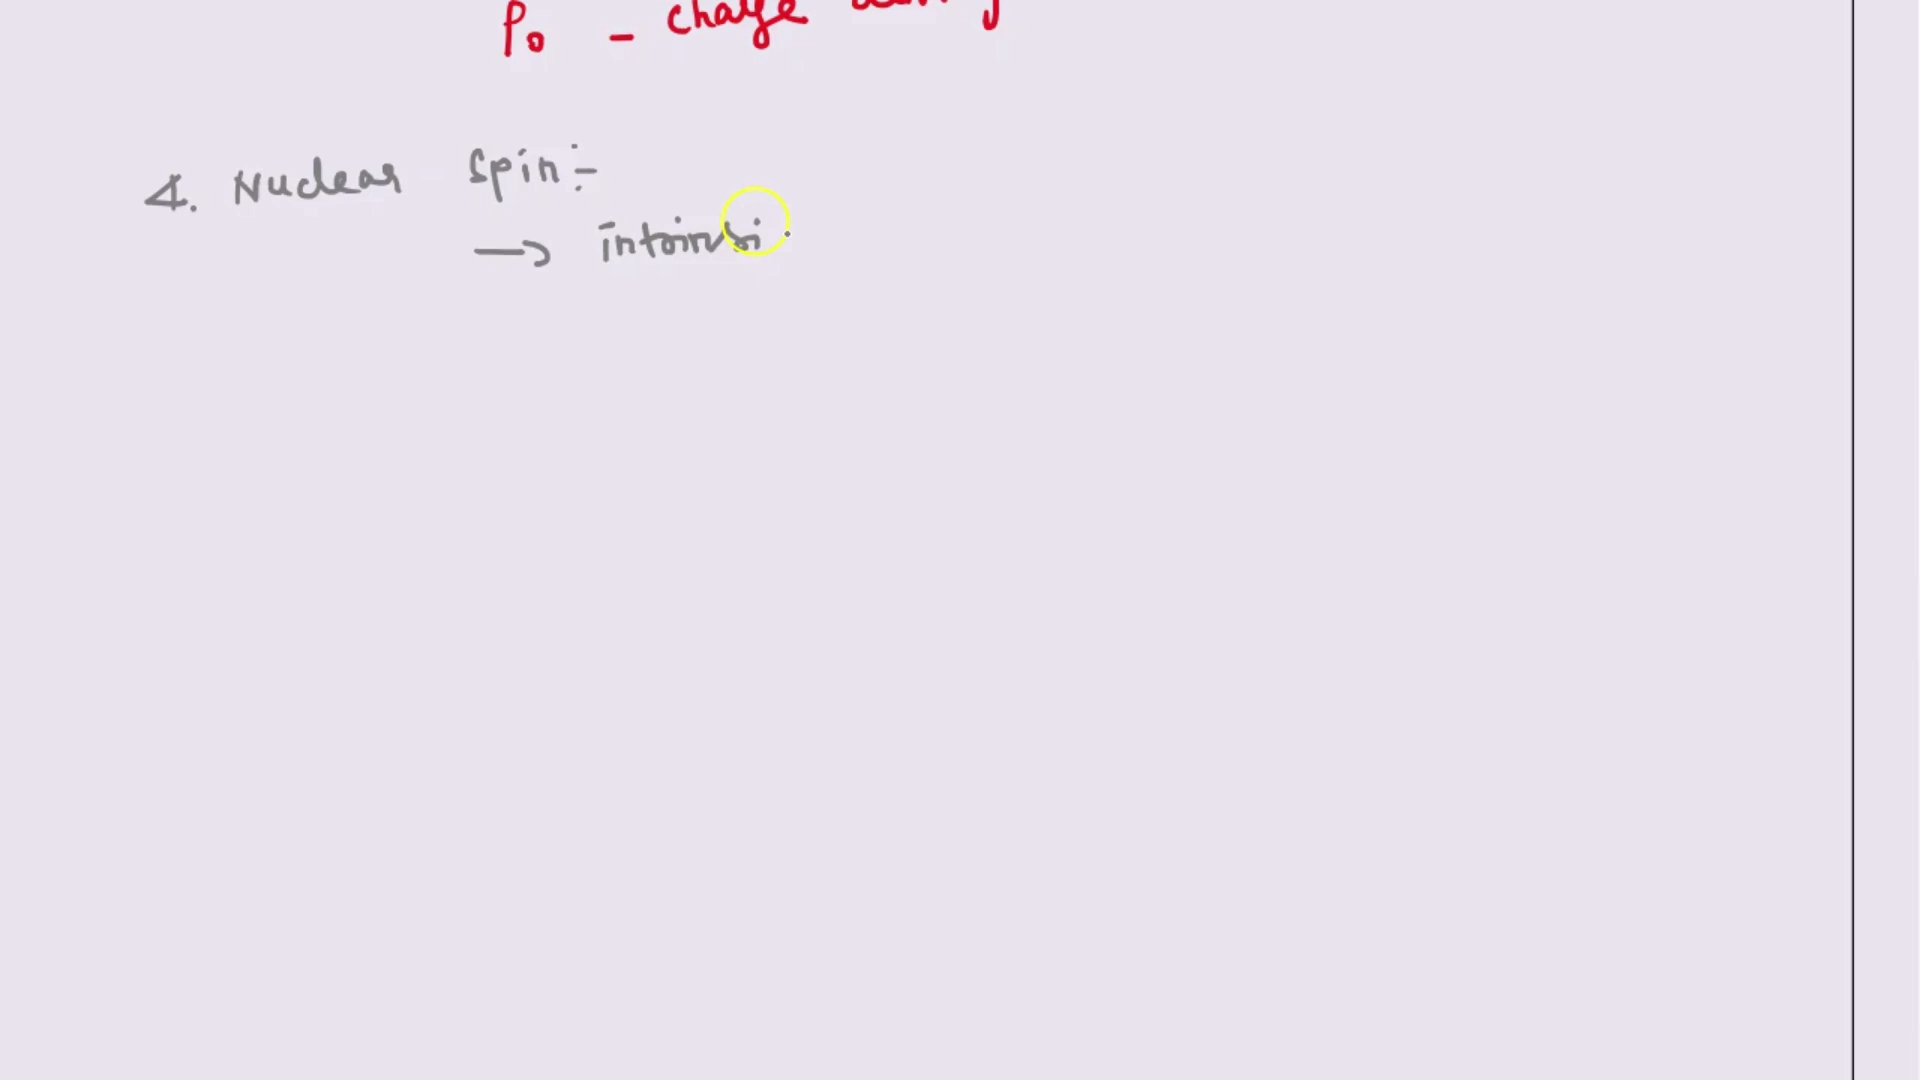 ρ₀ - charge
4. Nuclear Spin :-
→ intrinsi